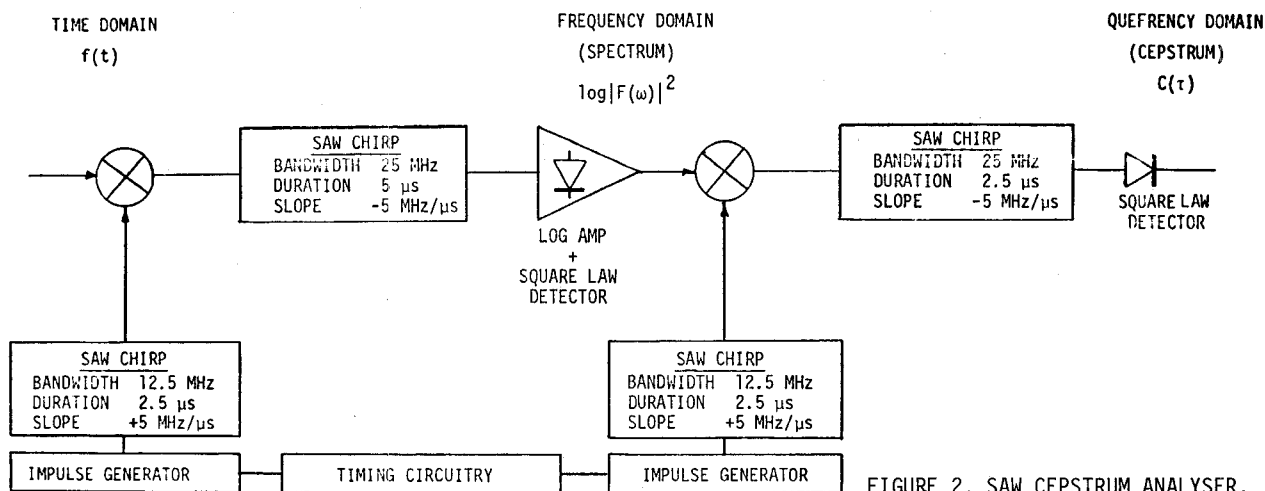 TIME DOMAIN
f(t)
FREQUENCY DOMAIN
(SPECTRUM)
log|F(ω)|²
QUEFRENCY DOMAIN
(CEPSTRUM)
C(τ)
SAW CHIRP
BANDWIDTH 25 MHz
DURATION 5 μs
SLOPE -5 MHz/μs
LOG AMP
+
SQUARE LAW
DETECTOR
SAW CHIRP
BANDWIDTH 25 MHz
DURATION 2.5 μs
SLOPE -5 MHz/μs
SQUARE LAW
DETECTOR
SAW CHIRP
BANDWIDTH 12.5 MHz
DURATION 2.5 μs
SLOPE +5 MHz/μs
SAW CHIRP
BANDWIDTH 12.5 MHz
DURATION 2.5 μs
SLOPE +5 MHz/μs
IMPULSE GENERATOR
TIMING CIRCUITRY
IMPULSE GENERATOR
FIGURE 2. SAW CEPSTRUM ANALYSER.